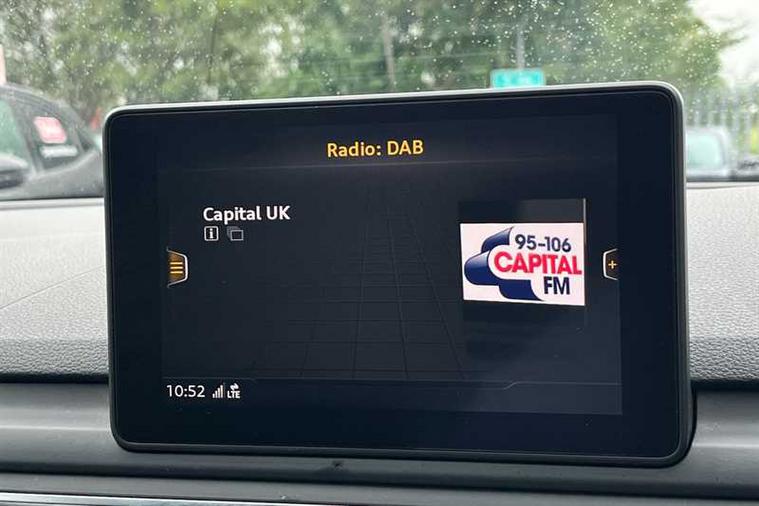 Radio: DAB
Capital UK
95-106
CAPITAL
FM
10:52
LTE